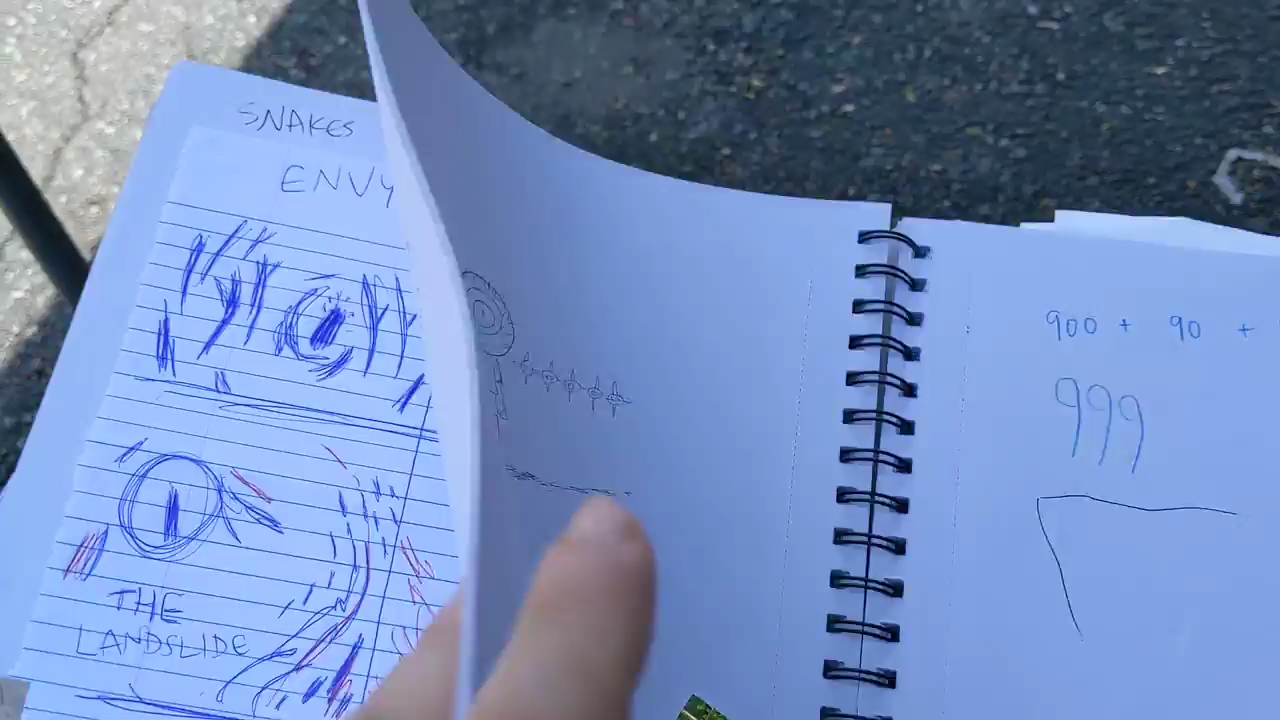 SNAKES
ENVY
THE
LANDSLIDE
900 + 90 +
999